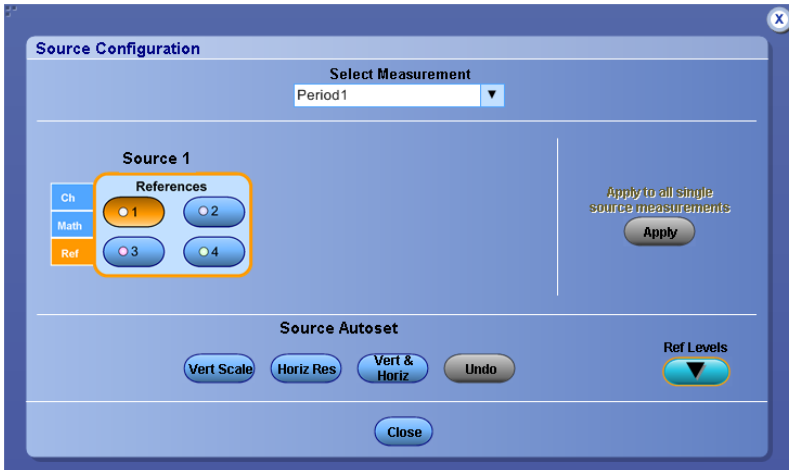 X
Source Configuration
Select Measurement
Period1
Source 1
References
Ch
Math
Ref
1
2
3
4
Apply to all single
source measurements
Apply
Source Autoset
Vert Scale
Horiz Res
Vert &
Horiz
Undo
Ref Levels
Close